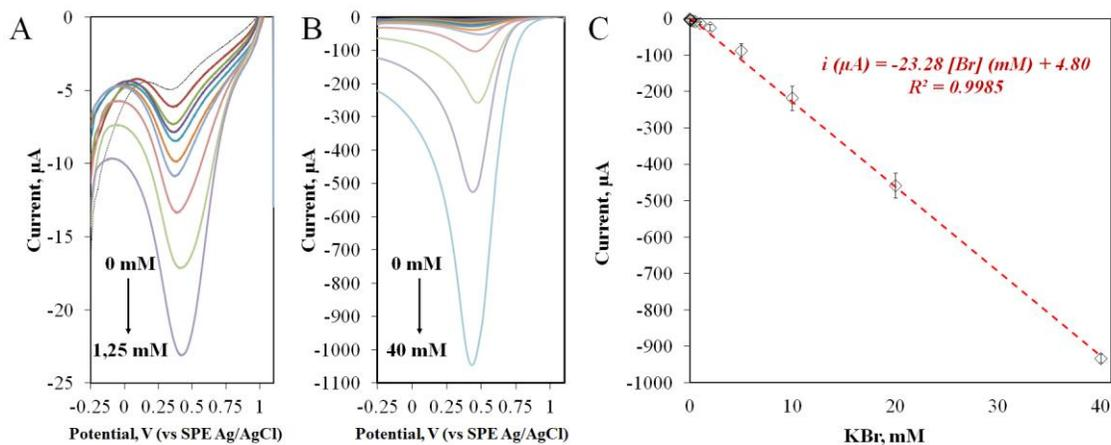 A
0
-5
-10
-15
-20
-25
Current, µA
0 mM
1,25 mM
-0.25 0 0.25 0.5 0.75 1
Potential, V (vs SPE Ag/AgCl)
B
0
-100
-200
-300
-400
-500
-600
-700
-800
-900
-1000
-1100
Current, µA
0 mM
40 mM
-0.25 0 0.25 0.5 0.75 1
Potential, V (vs SPE Ag/AgCl)
C
0
-100
-200
-300
-400
-500
-600
-700
-800
-900
-1000
Current, µA
i (µA) = -23.28 [Br] (mM) + 4.80
R² = 0.9985
0 10 20 30 40
KBr, mM